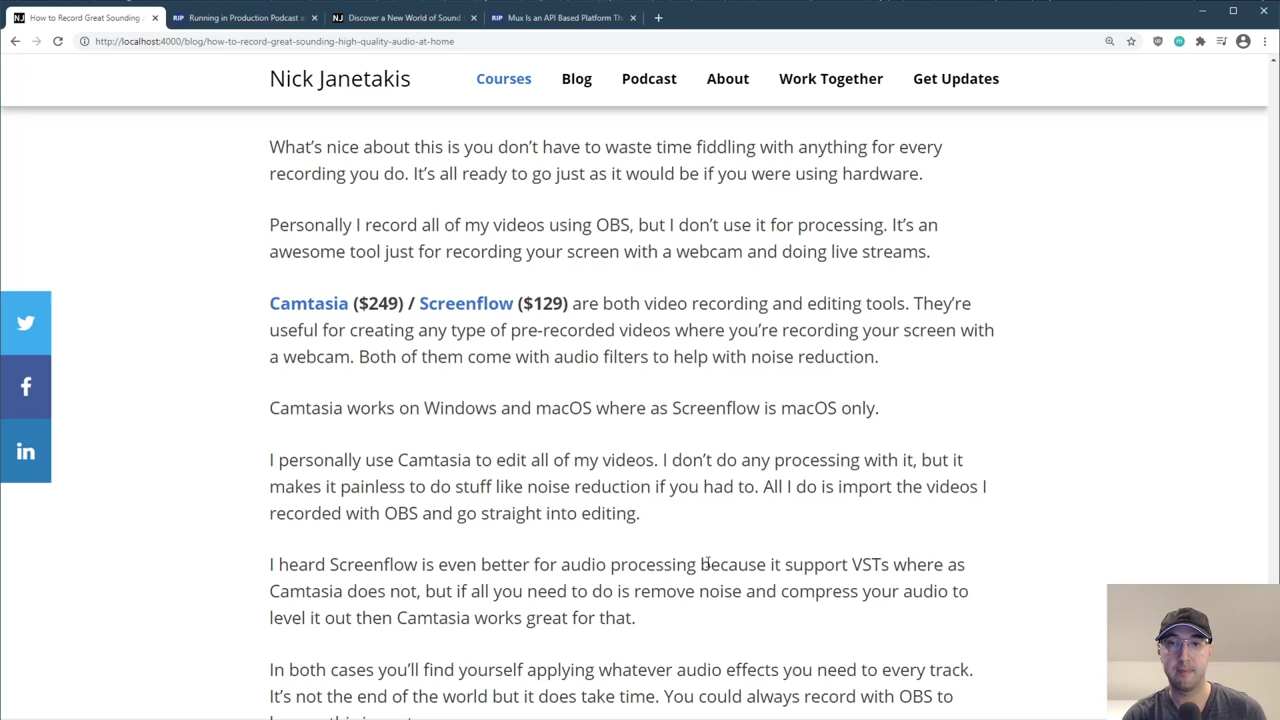 How to Record Great Sounding
Running in Production Podcast a
Discover a New World of Sound
Mux Is an API Based Platform Th
http://localhost:4000/blog/how-to-record-great-sounding-high-quality-audio-at-home
Nick Janetakis
Courses
Blog
Podcast
About
Work Together
Get Updates
What's nice about this is you don't have to waste time fiddling with anything for every
recording you do. It's all ready to go just as it would be if you were using hardware.
Personally I record all of my videos using OBS, but I don't use it for processing. It's an
awesome tool just for recording your screen with a webcam and doing live streams.
Camtasia ($249) / Screenflow ($129) are both video recording and editing tools. They're
useful for creating any type of pre-recorded videos where you're recording your screen with
a webcam. Both of them come with audio filters to help with noise reduction.
Camtasia works on Windows and macOS where as Screenflow is macOS only.
I personally use Camtasia to edit all of my videos. I don't do any processing with it, but it
makes it painless to do stuff like noise reduction if you had to. All I do is import the videos I
recorded with OBS and go straight into editing.
I heard Screenflow is even better for audio processing because it support VSTs where as
Camtasia does not, but if all you need to do is remove noise and compress your audio to
level it out then Camtasia works great for that.
In both cases you'll find yourself applying whatever audio effects you need to every track.
It's not the end of the world but it does take time. You could always record with OBS to